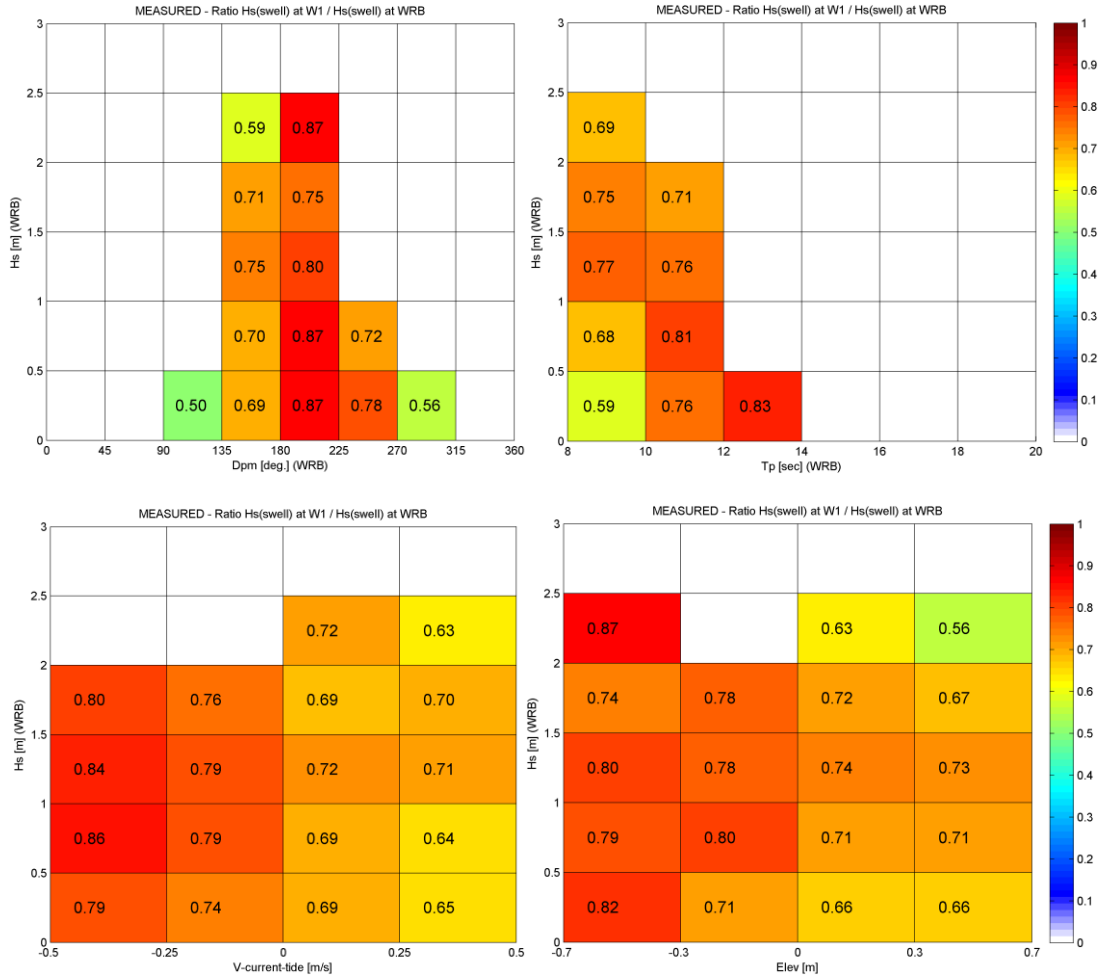 MEASURED - Ratio Hs(swell) at W1 / Hs(swell) at WRB
3
2.5
2
1.5
1
0.5
0
Hs [m] (WRB)
0.59 0.87
0.71 0.75
0.75 0.80
0.70 0.87 0.72
0.50 0.69 0.87 0.78 0.56
0 45 90 135 180 225 270 315 360
Dpm [deg.] (WRB)
MEASURED - Ratio Hs(swell) at W1 / Hs(swell) at WRB
3
2.5
2
1.5
1
0.5
0
Hs [m] (WRB)
0.69
0.75 0.71
0.77 0.76
0.68 0.81
0.59 0.76 0.83
8 10 12 14 16 18 20
Tp [sec] (WRB)
1
0.9
0.8
0.7
0.6
0.5
0.4
0.3
0.2
0.1
0
MEASURED - Ratio Hs(swell) at W1 / Hs(swell) at WRB
3
2.5
2
1.5
1
0.5
0
Hs [m] (WRB)
0.72 0.63
0.80 0.76 0.69 0.70
0.84 0.79 0.72 0.71
0.86 0.79 0.69 0.64
0.79 0.74 0.69 0.65
-0.5 -0.25 0 0.25 0.5
V-current-tide [m/s]
MEASURED - Ratio Hs(swell) at W1 / Hs(swell) at WRB
3
2.5
2
1.5
1
0.5
0
Hs [m] (WRB)
0.87 0.63 0.56
0.74 0.78 0.72 0.67
0.80 0.78 0.74 0.73
0.79 0.80 0.71 0.71
0.82 0.71 0.66 0.66
-0.7 -0.3 0 0.3 0.7
Elev [m]
1
0.9
0.8
0.7
0.6
0.5
0.4
0.3
0.2
0.1
0